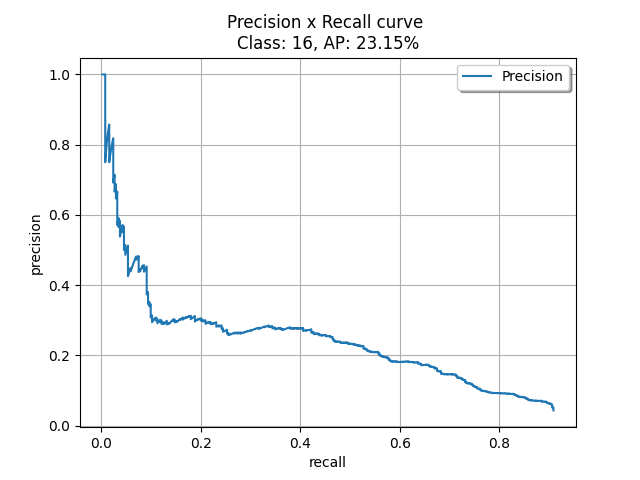 Precision x Recall curve
Class: 16, AP: 23.15%
Precision
1.0
0.8
0.6
0.4
0.2
0.0
precision
0.0 0.2 0.4 0.6 0.8
recall